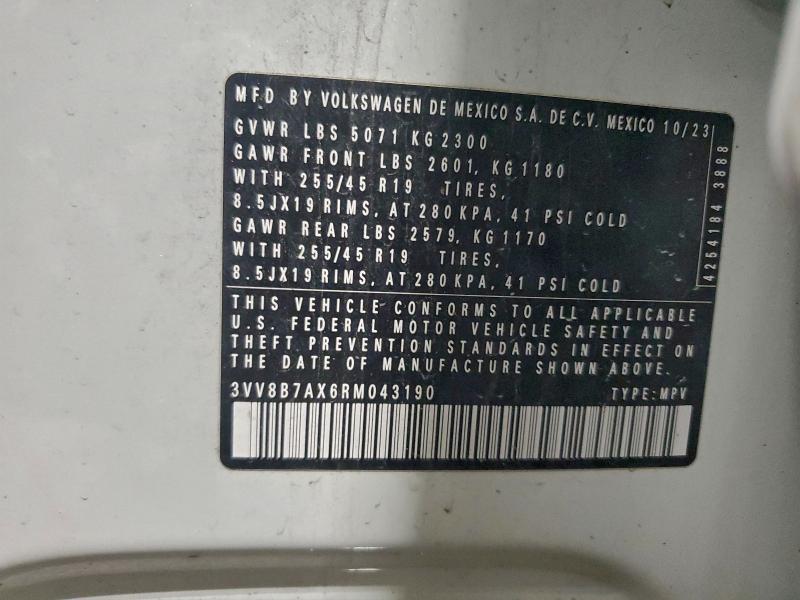 MFD BY VOLKSWAGEN DE MEXICO S.A. DE C.V. MEXICO 10/23
GVWR LBS 5071 KG 2300
GAWR FRONT LBS 2601, KG 1180
WITH 255/45 R19 TIRES,
8.5JX19 RIMS, AT 280 KPA, 41 PSI COLD
GAWR REAR LBS 2579, KG 1170
WITH 255/45 R19 TIRES,
8.5JX19 RIMS, AT 280 KPA, 41 PSI COLD
4254184 3888
THIS VEHICLE CONFORMS TO ALL APPLICABLE
U.S. FEDERAL MOTOR VEHICLE SAFETY AND
THEFT PREVENTION STANDARDS IN EFFECT ON
THE DATE OF MANUFACTURE SHOWN ABOVE.
3VV8B7AX6RM043190 TYPE: MPV